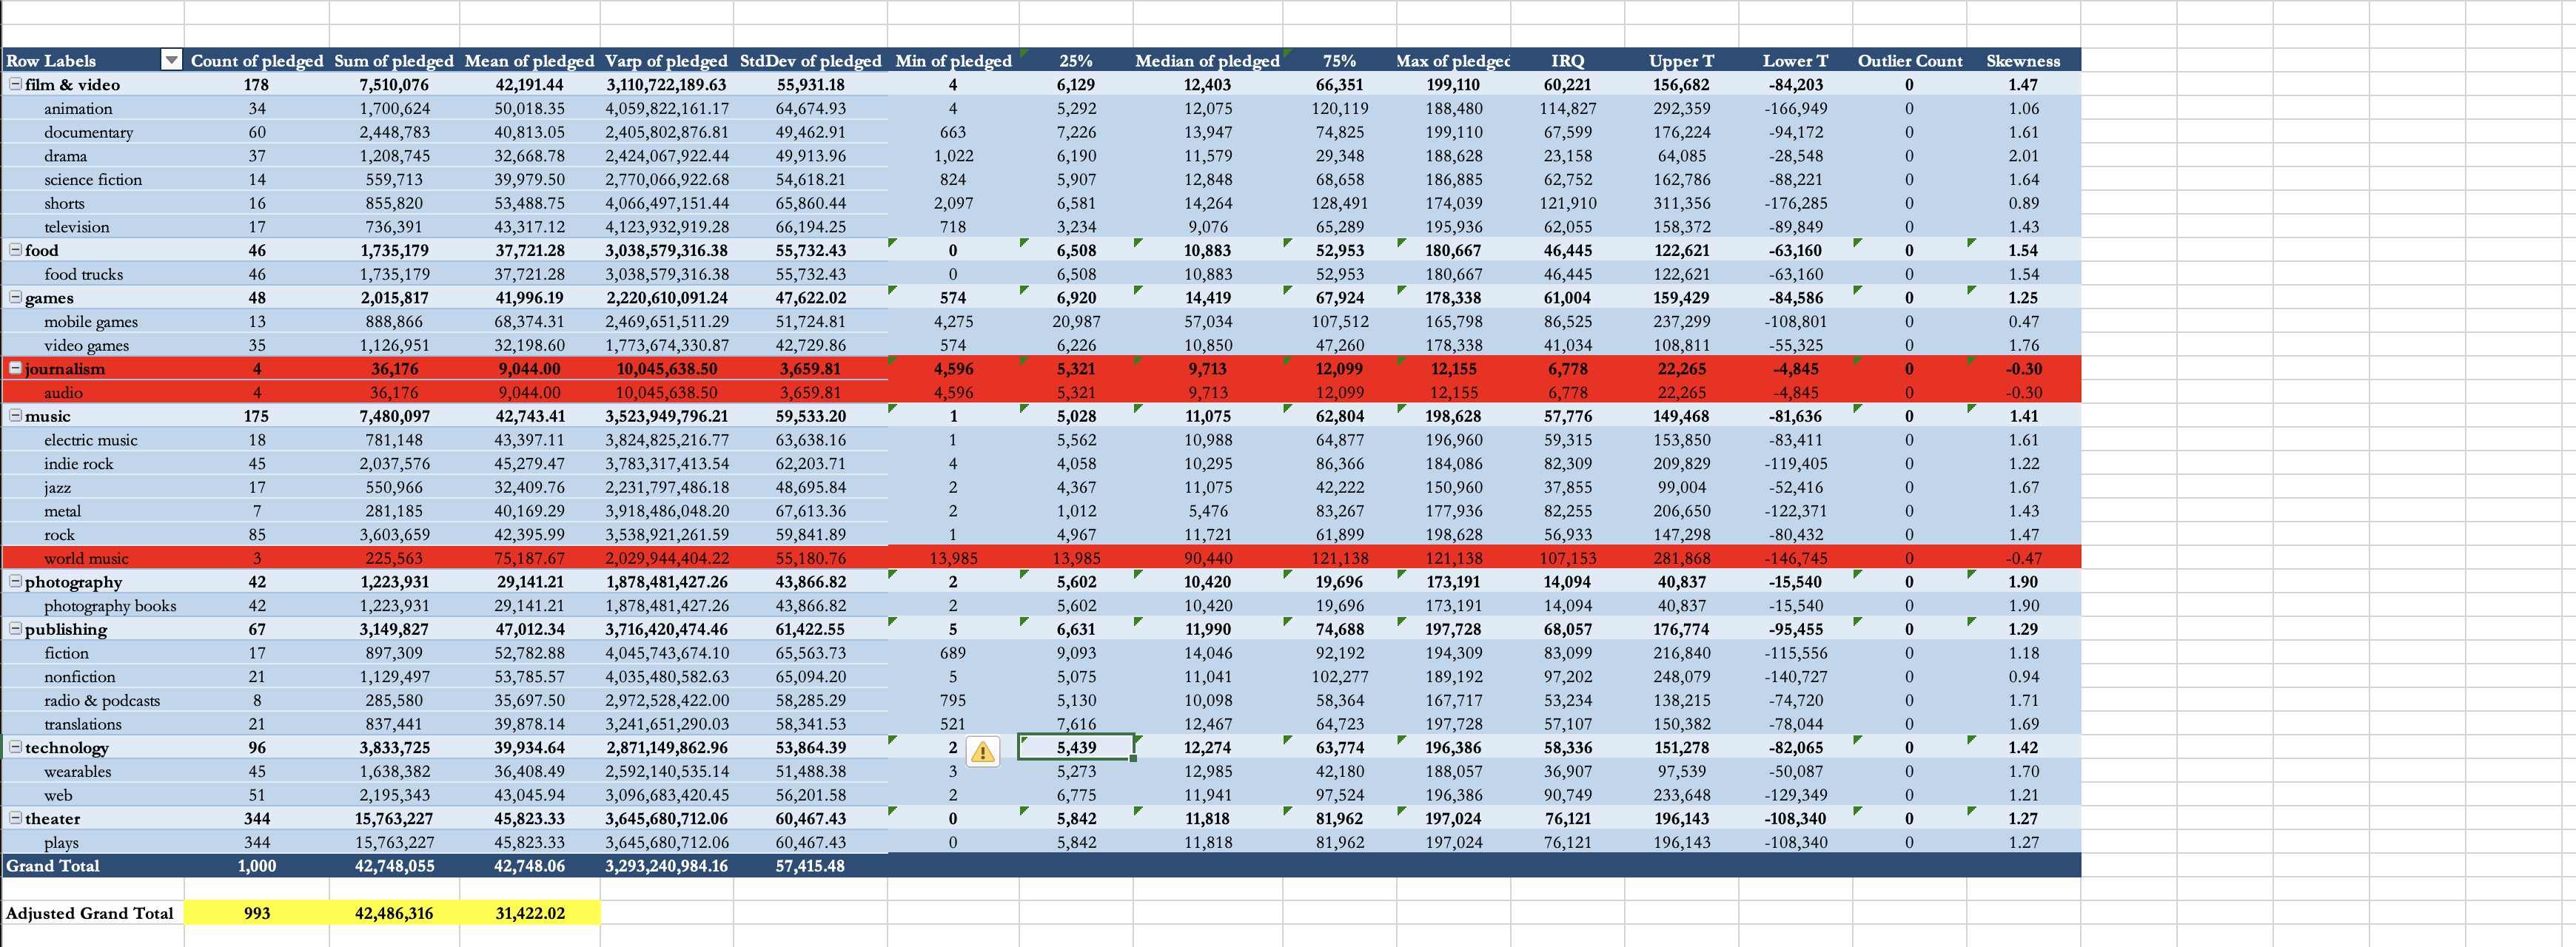 Row Labels Count of pledged Sum of pledged Mean of pledged Varp of pledged StdDev of pledged Min of pledged 25% Median of pledged 75% Max of pledged IRQ Upper T Lower T Outlier Count Skewness
film & video 178 7,510,076 42,191.44 3,110,722,189.63 55,931.18 4 6,129 12,403 66,351 199,110 60,221 156,682 -84,203 0 1.47
animation 34 1,700,624 50,018.35 4,059,822,161.17 64,674.93 4 5,292 12,075 120,119 188,480 114,827 292,359 -166,949 0 1.06
documentary 60 2,448,783 40,813.05 2,405,802,876.81 49,462.91 663 7,226 13,947 74,825 199,110 67,599 176,224 -94,172 0 1.61
drama 37 1,208,745 32,668.78 2,424,067,922.44 49,913.96 1,022 6,190 11,579 29,348 188,628 23,158 64,085 -28,548 0 2.01
science fiction 14 559,713 39,979.50 2,770,066,922.68 54,618.21 824 5,907 12,848 68,658 186,885 62,752 162,786 -88,221 0 1.64
shorts 16 855,820 53,488.75 4,066,497,151.44 65,860.44 2,097 6,581 14,264 128,491 174,039 121,910 311,356 -176,285 0 0.89
television 17 736,391 43,317.12 4,123,932,919.28 66,194.25 718 3,234 9,076 65,289 195,936 62,055 158,372 -89,849 0 1.43
food 46 1,735,179 37,721.28 3,038,579,316.38 55,732.43 0 6,508 10,883 52,953 180,667 46,445 122,621 -63,160 0 1.54
food trucks 46 1,735,179 37,721.28 3,038,579,316.38 55,732.43 0 6,508 10,883 52,953 180,667 46,445 122,621 -63,160 0 1.54
games 48 2,015,817 41,996.19 2,220,610,091.24 47,622.02 574 6,920 14,419 67,924 178,338 61,004 159,429 -84,586 0 1.25
mobile games 13 888,866 68,374.31 2,469,651,511.29 51,724.81 4,275 20,987 57,034 107,512 165,798 86,525 237,299 -108,801 0 0.47
video games 35 1,126,951 32,198.60 1,773,674,330.87 42,729.86 574 6,226 10,850 47,260 178,338 41,034 108,811 -55,325 0 1.76
journalism 4 36,176 9,044.00 10,045,638.50 3,659.81 4,596 5,321 9,713 12,099 12,155 6,778 22,265 -4,845 0 -0.30
audio 4 36,176 9,044.00 10,045,638.50 3,659.81 4,596 5,321 9,713 12,099 12,155 6,778 22,265 -4,845 0 -0.30
music 175 7,480,097 42,743.41 3,523,949,796.21 59,533.20 1 5,028 11,075 62,804 198,628 57,776 149,468 -81,636 0 1.41
electric music 18 781,148 43,397.11 3,824,825,216.77 63,638.16 1 5,562 10,988 64,877 196,960 59,315 153,850 -83,411 0 1.61
indie rock 45 2,037,576 45,279.47 3,783,317,413.54 62,203.71 4 4,058 10,295 86,366 184,086 82,309 209,829 -119,405 0 1.22
jazz 17 550,966 32,409.76 2,231,797,486.18 48,695.84 2 4,367 11,075 42,222 150,960 37,855 99,004 -52,416 0 1.67
metal 7 281,185 40,169.29 3,918,486,048.20 67,613.36 2 1,012 5,476 83,267 177,936 82,255 206,650 -122,371 0 1.43
rock 85 3,603,659 42,395.99 3,538,921,261.59 59,841.89 1 4,967 11,721 61,899 198,628 56,933 147,298 -80,432 0 1.47
world music 3 225,563 75,187.67 2,029,944,404.22 55,180.76 13,985 13,985 90,440 121,138 121,138 107,153 281,868 -146,745 0 -0.47
photography 42 1,223,931 29,141.21 1,878,481,427.26 43,866.82 2 5,602 10,420 19,696 173,191 14,094 40,837 -15,540 0 1.90
photography books 42 1,223,931 29,141.21 1,878,481,427.26 43,866.82 2 5,602 10,420 19,696 173,191 14,094 40,837 -15,540 0 1.90
publishing 67 3,149,827 47,012.34 3,716,420,474.46 61,422.55 5 6,631 11,990 74,688 197,728 68,057 176,774 -95,455 0 1.29
fiction 17 897,309 52,782.88 4,045,743,674.10 65,563.73 689 9,093 14,046 92,192 194,309 83,099 216,840 -115,556 0 1.18
nonfiction 21 1,129,497 53,785.57 4,035,480,582.63 65,094.20 5 5,075 11,041 102,277 189,192 97,202 248,079 -140,727 0 0.94
radio & podcasts 8 285,580 35,697.50 2,972,528,422.00 58,285.29 795 5,130 10,098 58,364 167,717 53,234 138,215 -74,720 0 1.71
translations 21 837,441 39,878.14 3,241,651,290.03 58,341.53 521 7,616 12,467 64,723 197,728 57,107 150,382 -78,044 0 1.69
technology 96 3,833,725 39,934.64 2,871,149,862.96 53,864.39 2 5,439 12,274 63,774 196,386 58,336 151,278 -82,065 0 1.42
wearables 45 1,638,382 36,408.49 2,592,140,535.14 51,488.38 3 5,273 12,985 42,180 188,057 36,907 97,539 -50,087 0 1.70
web 51 2,195,343 43,045.94 3,096,683,420.45 56,201.58 2 6,775 11,941 97,524 196,386 90,749 233,648 -129,349 0 1.21
theater 344 15,763,227 45,823.33 3,645,680,712.06 60,467.43 0 5,842 11,818 81,962 197,024 76,121 196,143 -108,340 0 1.27
plays 344 15,763,227 45,823.33 3,645,680,712.06 60,467.43 0 5,842 11,818 81,962 197,024 76,121 196,143 -108,340 0 1.27
Grand Total 1,000 42,748,055 42,748.06 3,293,240,984.16 57,415.48
Adjusted Grand Total 993 42,486,316 31,422.02